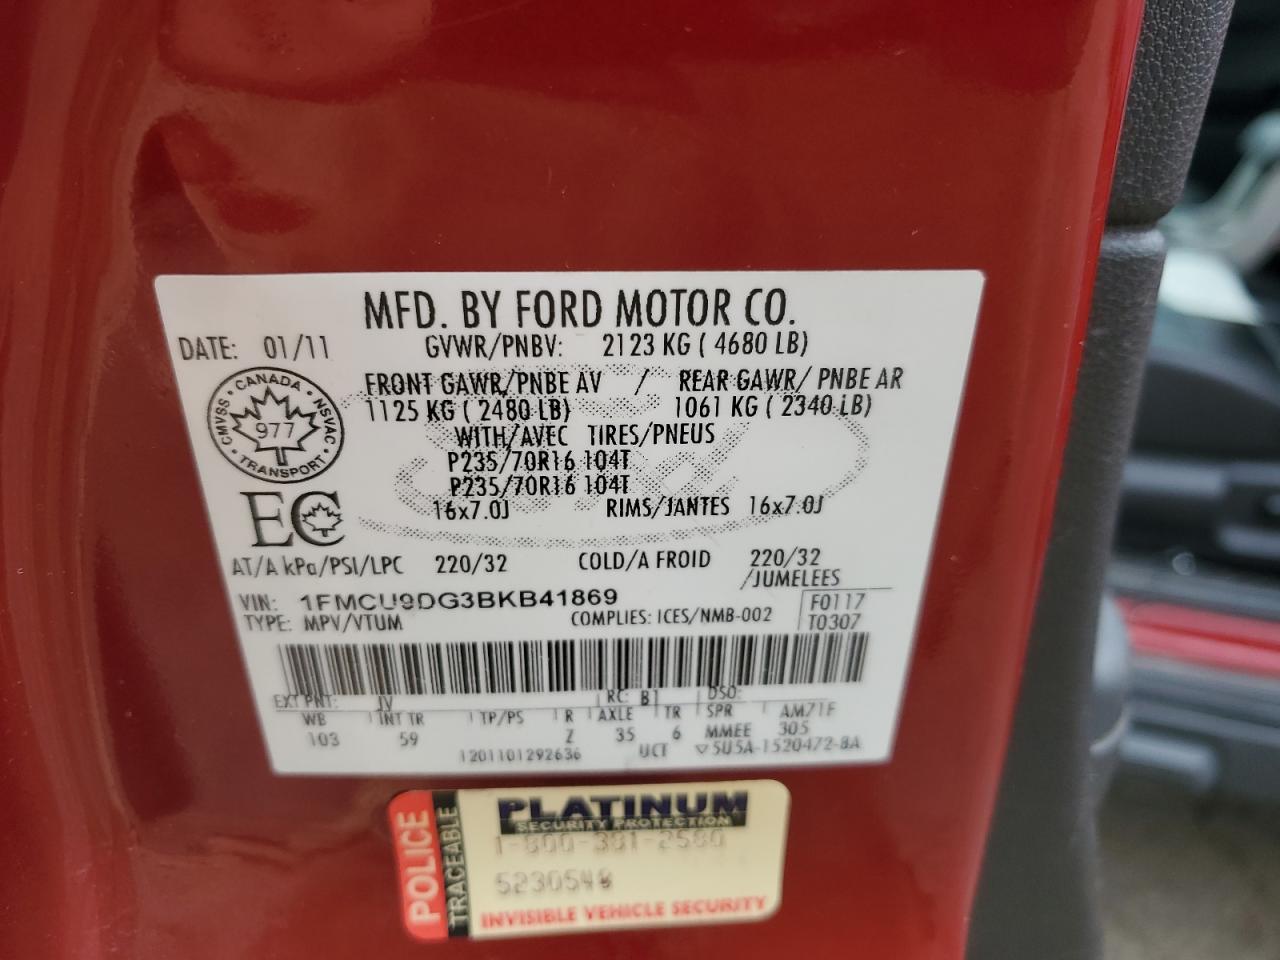 MFD. BY FORD MOTOR CO.
DATE: 01/11 GVWR/PNBV: 2123 KG ( 4680 LB)
FRONT GAWR/PNBE AV / REAR GAWR/ PNBE AR
1125 KG ( 2480 LB) 1061 KG ( 2340 LB)
WITH/AVEC TIRES/PNEUS
P235/70R16 104T
P235/70R16 104T
16x7.0J RIMS/JANTES 16x7.0J
CANADA
CMVSS • NSVAC
977
TRANSPORT
EC
AT/A kPa/PSI/LPC 220/32 COLD/A FROID 220/32
/JUMELEES
VIN: 1FMCU9DG3BKB41869 F0117
TYPE: MPV/VTUM COMPLIES: ICES/NMB-002 T0307
EXT PNT: JV RC: B1 DSO:
WB INT TR TP/PS R AXLE TR SPR AM71F
103 59 Z 35 6 MMEE 305
1201101292636 UCT ▽5U5A-1520472-BA
POLICE
TRACEABLE
PLATINUM
SECURITY PROTECTION
1-800-381-2580
INVISIBLE VEHICLE SECURITY